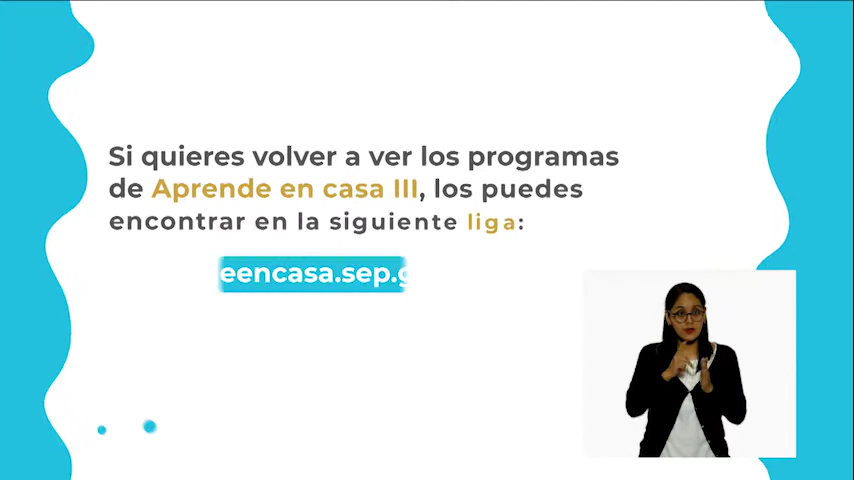 Si quieres volver a ver los programas
de Aprende en casa III, los puedes
encontrar en la siguiente liga:
eencasa.sep.g